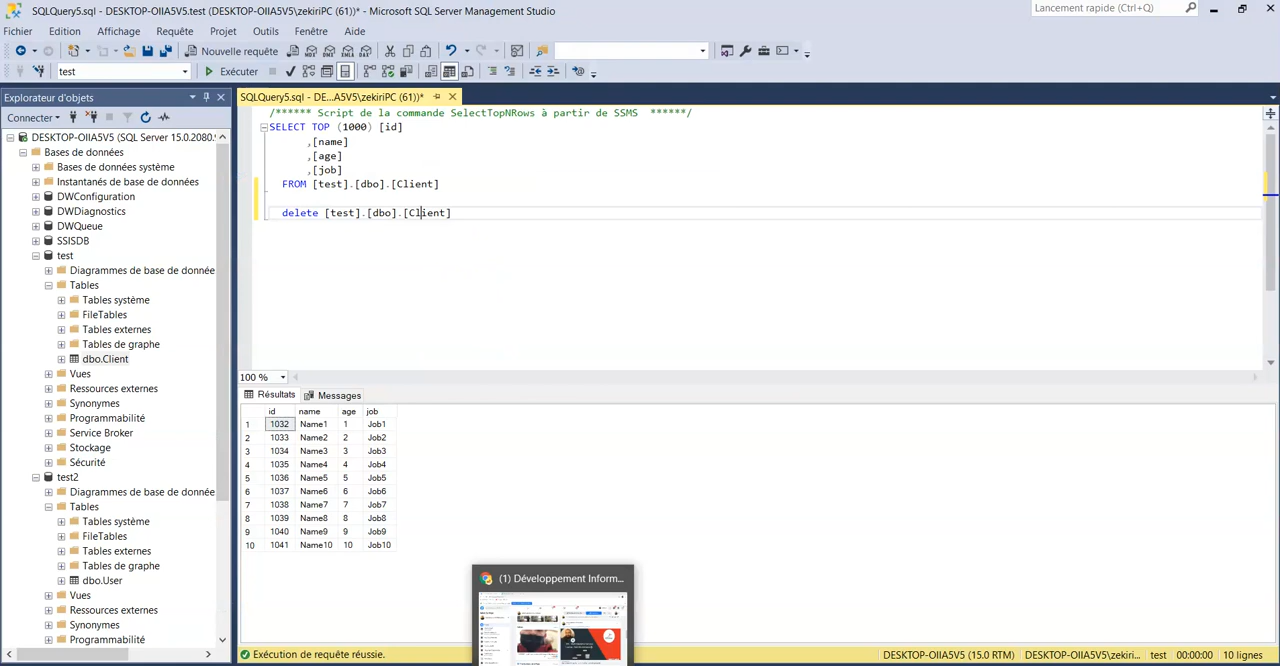 SQLQuery5.sql - DESKTOP-OIIA5V5.test (DESKTOP-OIIA5V5\zekiriPC (61))* - Microsoft SQL Server Management Studio
Lancement rapide (Ctrl+Q)
Fichier Edition Affichage Requête Projet Outils Fenêtre Aide
Nouvelle requête
test
Exécuter
Explorateur d'objets
SQLQuery5.sql - DE...A5V5\zekiriPC (61))*
Connecter
DESKTOP-OIIA5V5 (SQL Server 15.0.2080.
Bases de données
Bases de données système
Instantanés de base de données
DWConfiguration
DWDiagnostics
DWQueue
SSISDB
test
Diagrammes de base de donnée
Tables
Tables système
FileTables
Tables externes
Tables de graphe
dbo.Client
Vues
Ressources externes
Synonymes
Programmabilité
Service Broker
Stockage
Sécurité
test2
Diagrammes de base de donnée
Tables
Tables système
FileTables
Tables externes
Tables de graphe
dbo.User
Vues
Ressources externes
Synonymes
Programmabilité
/****** Script de la commande SelectTopNRows à partir de SSMS ******/
SELECT TOP (1000) [id]
,[name]
,[age]
,[job]
FROM [test].[dbo].[Client]
delete [test].[dbo].[Client]
100 %
Résultats Messages
id name age job
1 1032 Name1 1 Job1
2 1033 Name2 2 Job2
3 1034 Name3 3 Job3
4 1035 Name4 4 Job4
5 1036 Name5 5 Job5
6 1037 Name6 6 Job6
7 1038 Name7 7 Job7
8 1039 Name8 8 Job8
9 1040 Name9 9 Job9
10 1041 Name10 10 Job10
(1) Développement Inform...
Exécution de requête réussie.
DESKTOP-OIIA5V5 (15.0 RTM) DESKTOP-OIIA5V5\zekiri... test 00:00:00